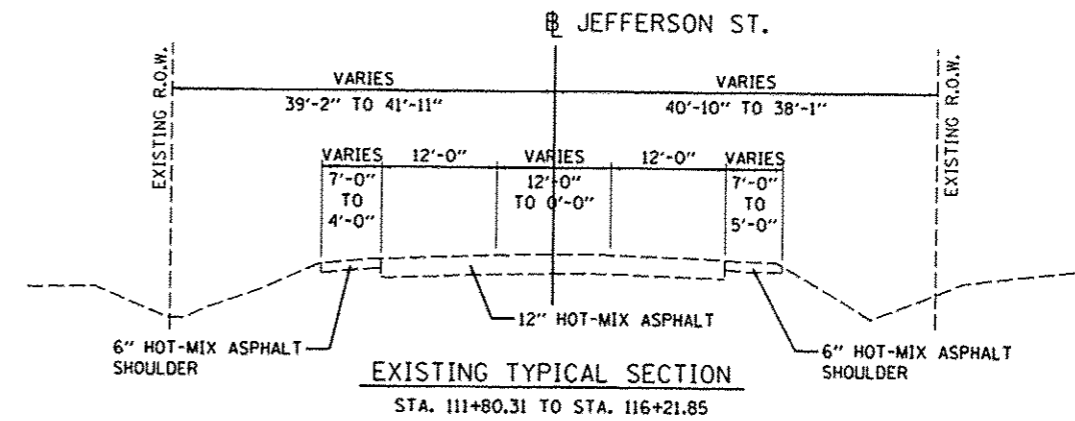 ℄ JEFFERSON ST.
EXISTING R.O.W.
VARIES
39'-2" TO 41'-11"
VARIES
40'-10" TO 38'-1"
EXISTING R.O.W.
VARIES
7'-0"
TO
4'-0"
12'-0"
VARIES
12'-0"
TO 0'-0"
12'-0"
VARIES
7'-0"
TO
5'-0"
12" HOT-MIX ASPHALT
6" HOT-MIX ASPHALT
SHOULDER
6" HOT-MIX ASPHALT
SHOULDER
EXISTING TYPICAL SECTION
STA. 111+80.31 TO STA. 116+21.85